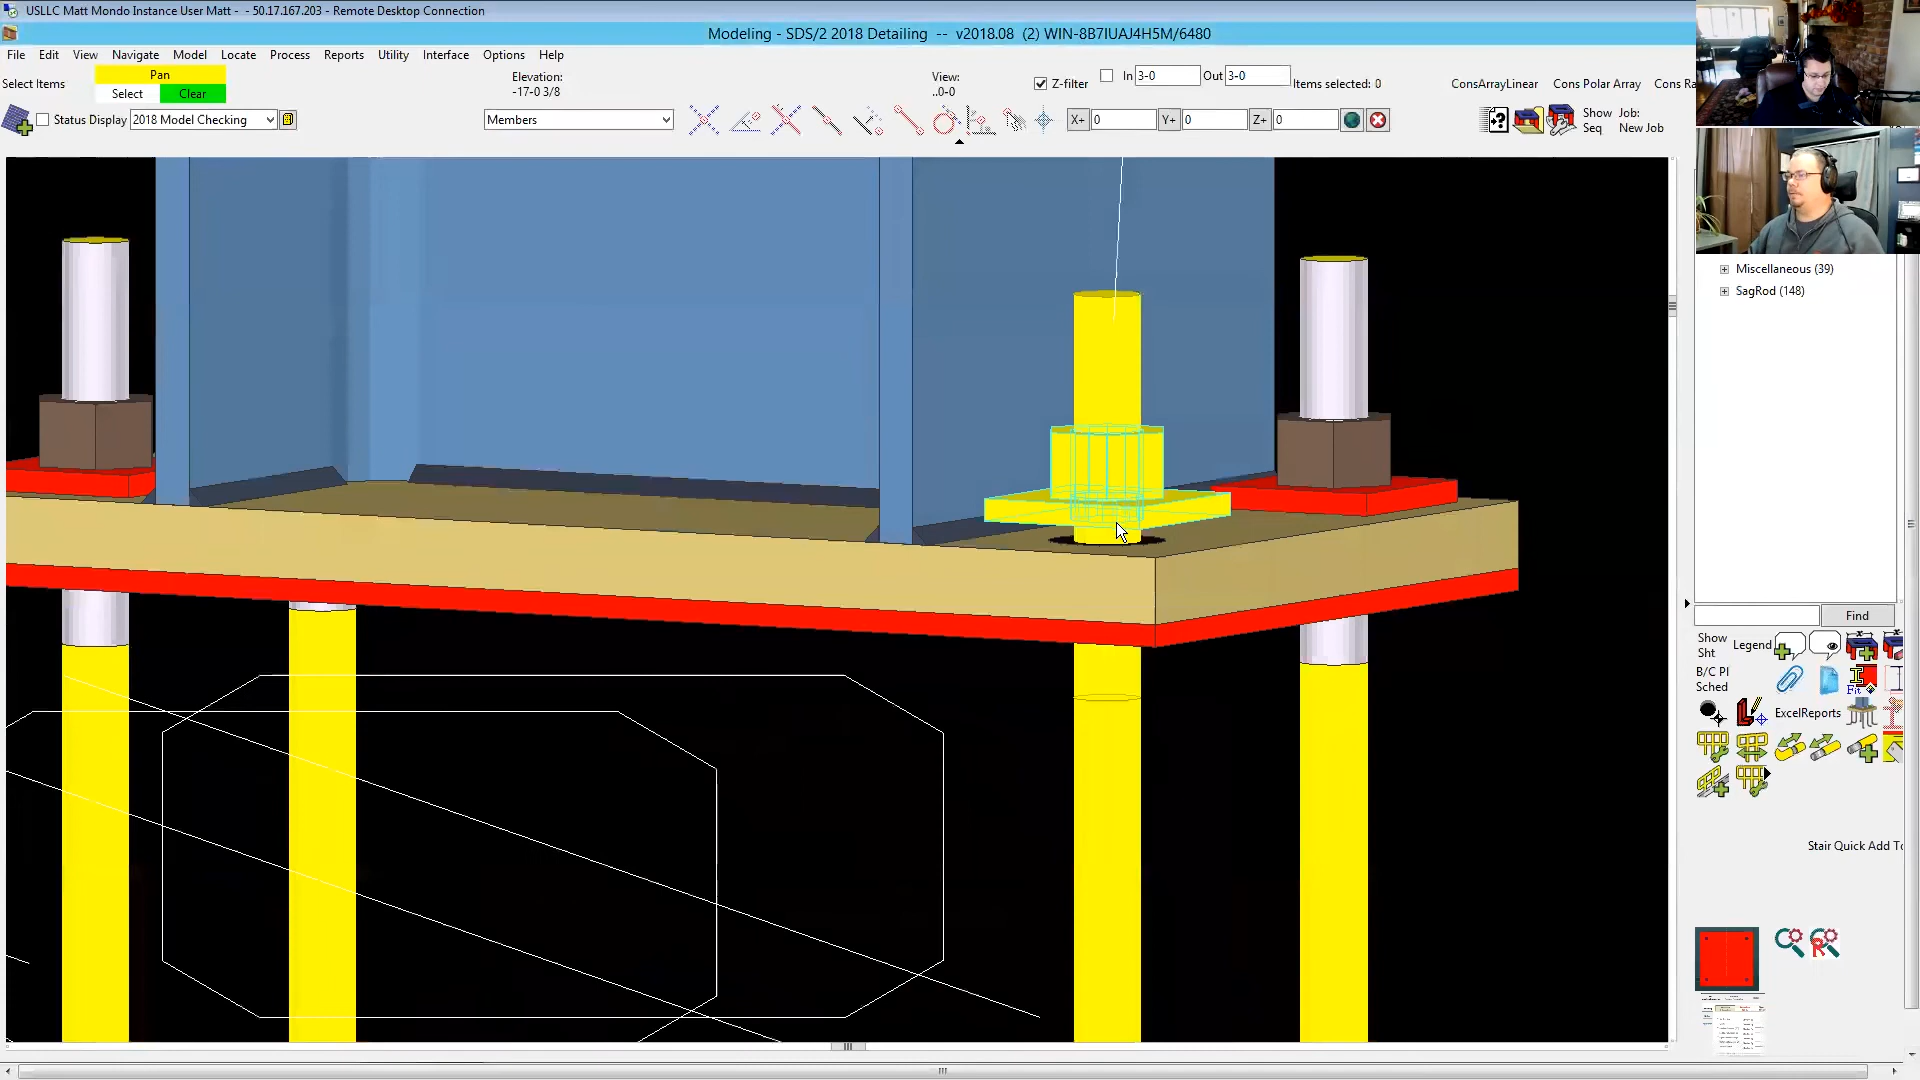 USLLC Matt Mondo Instance User Matt - - 50.17.167.203 - Remote Desktop Connection
Modeling - SDS/2 2018 Detailing -- v2018.08 (2) WIN-8B7IUAJ4H5M/6480
File Edit View Navigate Model Locate Process Reports Utility Interface Options Help
Select Items
Pan
Select Clear
Elevation:
-17-0 3/8
View:
..0-0
Z-filter In 3-0 Out 3-0 Items selected: 0
ConsArrayLinear Cons Polar Array Cons Ra
Status Display 2018 Model Checking
Members
X+ 0 Y+ 0 Z+ 0
Show
Seq
Job:
New Job
Miscellaneous (39)
SagRod (148)
Find
Show
Sht
Legend
B/C Pl
Sched
Fit
ExcelReports
Stair Quick Add To
R